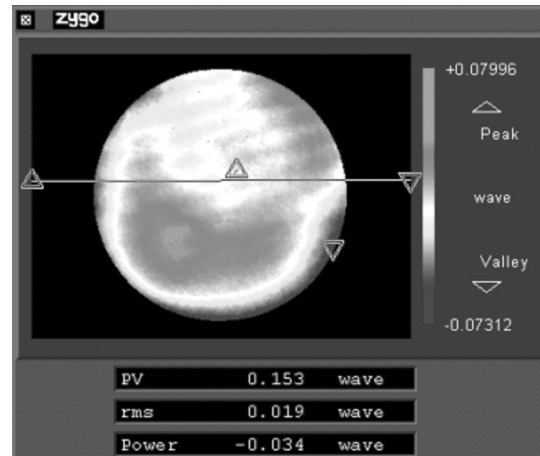 zygo
+0.07996
Peak
wave
Valley
-0.07312
PV 0.153 wave
rms 0.019 wave
Power -0.034 wave